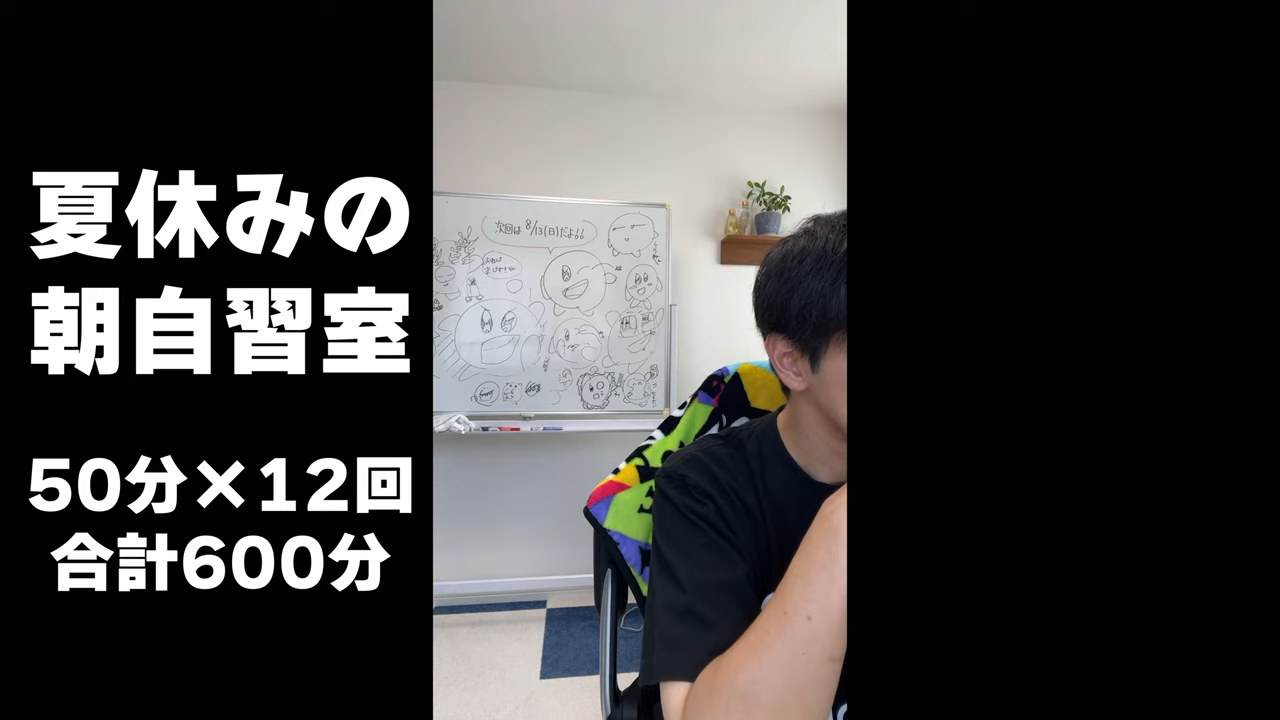 夏休みの
朝自習室
50分×12回
合計600分
次回は 8/13(日)だよ!!